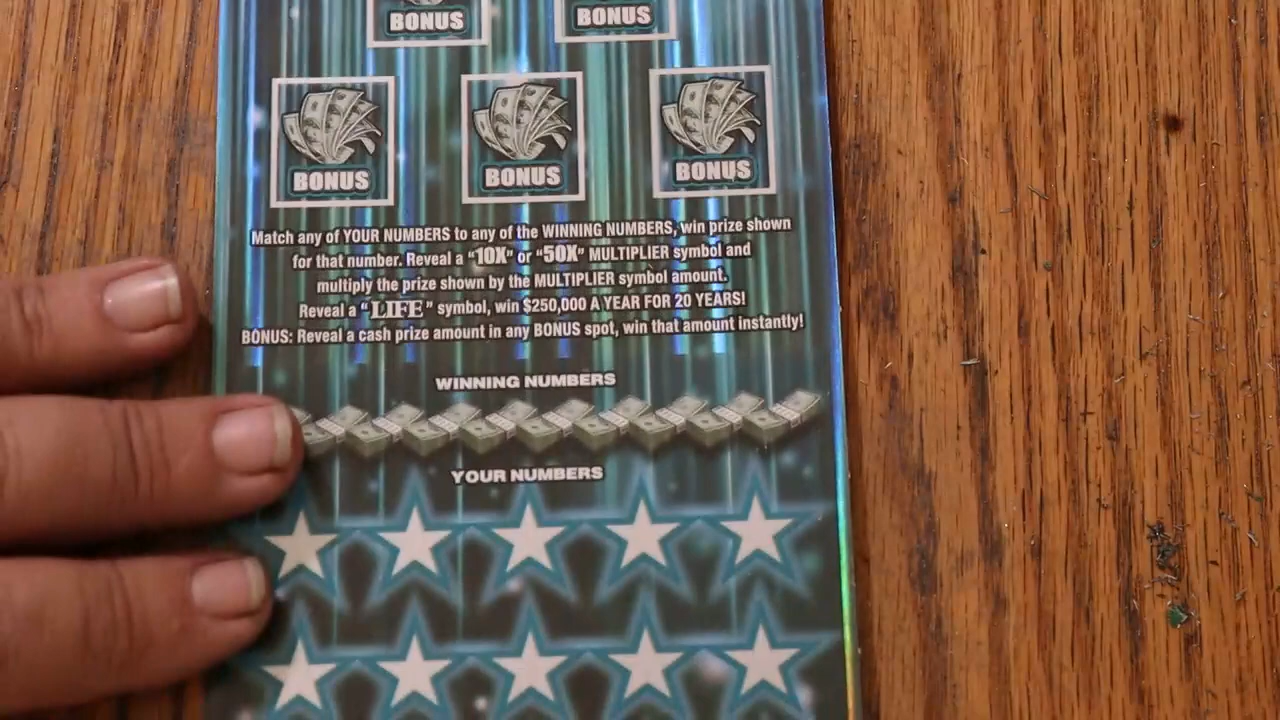 BONUS BONUS
BONUS BONUS BONUS
Match any of YOUR NUMBERS to any of the WINNING NUMBERS, win prize shown
for that number. Reveal a “10X” or “50X” MULTIPLIER symbol and
multiply the prize shown by the MULTIPLIER symbol amount.
Reveal a “LIFE” symbol, win $250,000 A YEAR FOR 20 YEARS!
BONUS: Reveal a cash prize amount in any BONUS spot, win that amount instantly!
WINNING NUMBERS
YOUR NUMBERS